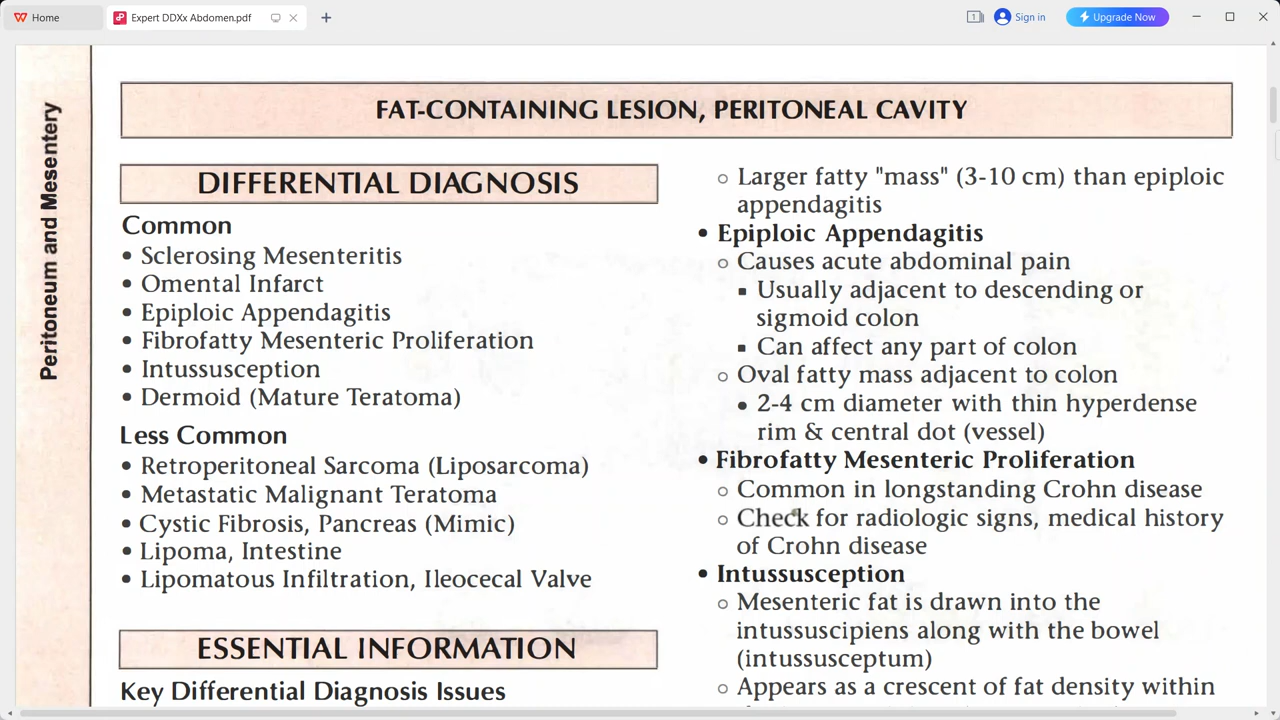 Home
Expert DDXx Abdomen.pdf
1
Sign in
Upgrade Now
Peritoneum and Mesentery
FAT-CONTAINING LESION, PERITONEAL CAVITY
DIFFERENTIAL DIAGNOSIS
Common
• Sclerosing Mesenteritis
• Omental Infarct
• Epiploic Appendagitis
• Fibrofatty Mesenteric Proliferation
• Intussusception
• Dermoid (Mature Teratoma)
Less Common
• Retroperitoneal Sarcoma (Liposarcoma)
• Metastatic Malignant Teratoma
• Cystic Fibrosis, Pancreas (Mimic)
• Lipoma, Intestine
• Lipomatous Infiltration, Ileocecal Valve
ESSENTIAL INFORMATION
Key Differential Diagnosis Issues
○ Larger fatty "mass" (3-10 cm) than epiploic
appendagitis
• Epiploic Appendagitis
○ Causes acute abdominal pain
▪ Usually adjacent to descending or
sigmoid colon
▪ Can affect any part of colon
○ Oval fatty mass adjacent to colon
• 2-4 cm diameter with thin hyperdense
rim & central dot (vessel)
• Fibrofatty Mesenteric Proliferation
○ Common in longstanding Crohn disease
○ Check for radiologic signs, medical history
of Crohn disease
• Intussusception
○ Mesenteric fat is drawn into the
intussuscipiens along with the bowel
(intussusceptum)
○ Appears as a crescent of fat density within